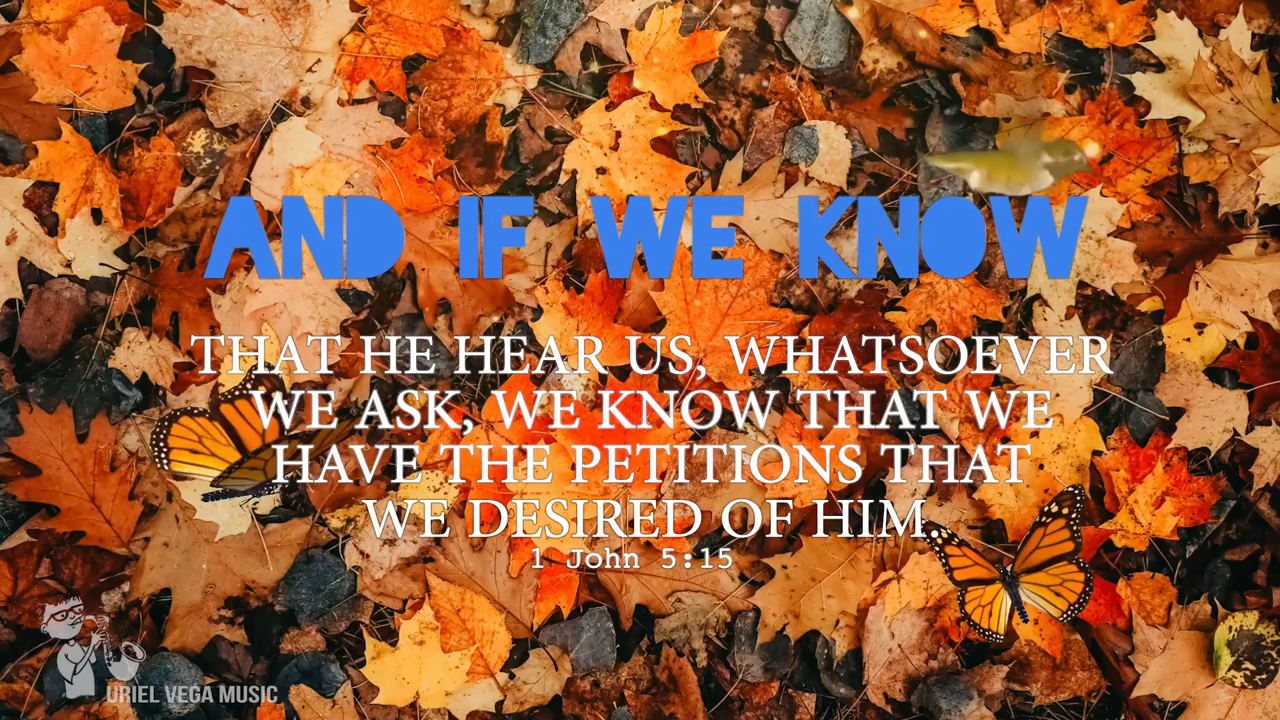 AND IF WE KNOW
THAT HE HEAR US, WHATSOEVER
WE ASK, WE KNOW THAT WE
HAVE THE PETITIONS THAT
WE DESIRED OF HIM.
1 John 5:15
URIEL VEGA MUSIC